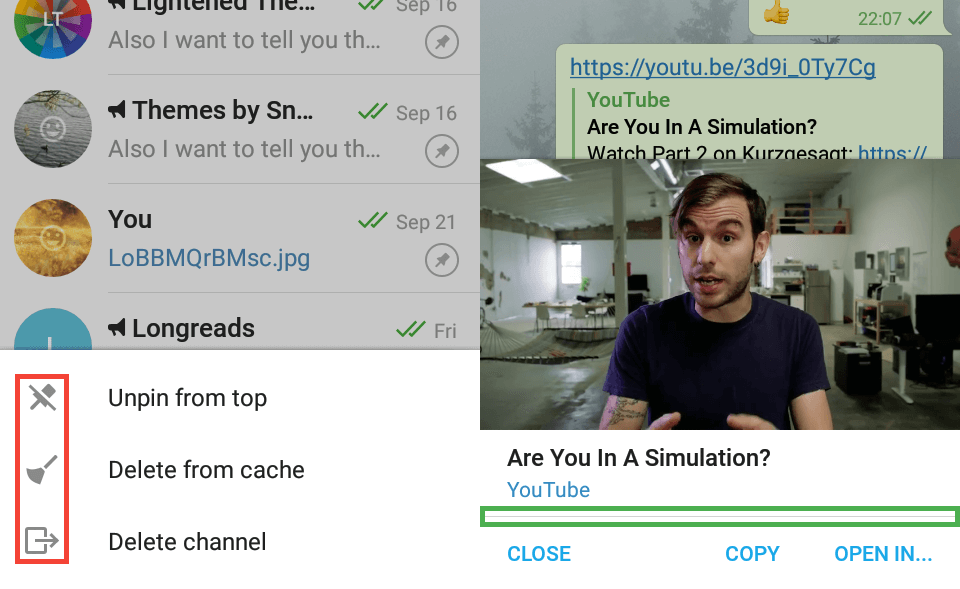 Lightened The...
Sep 16
LT
Also I want to tell you th...
Themes by Sn...
Sep 16
Also I want to tell you th...
You
Sep 21
LoBBMQrBMsc.jpg
Longreads
Fri
L
Unpin from top
Delete from cache
Delete channel
22:07
https://youtu.be/3d9i_0Ty7Cg
YouTube
Are You In A Simulation?
Watch Part 2 on Kurzgesagt: https://
Are You In A Simulation?
YouTube
CLOSE
COPY
OPEN IN...